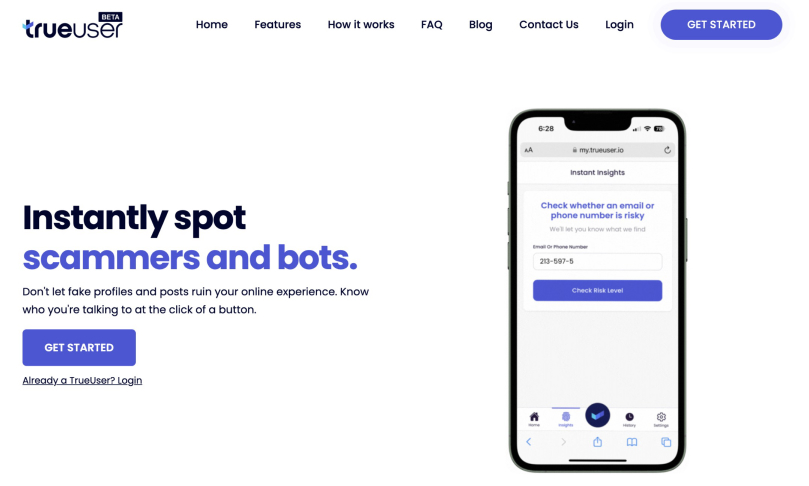 trueuser BETA
Home Features How it works FAQ Blog Contact Us Login GET STARTED
Instantly spot
scammers and bots.
Don't let fake profiles and posts ruin your online experience. Know
who you're talking to at the click of a button.
GET STARTED
Already a TrueUser? Login
6:28 78
AA my.trueuser.io
Instant Insights
Check whether an email or
phone number is risky
We'll let you know what we find
Email Or Phone Number
213-597-5
Check Risk Level
Home Insights History Settings